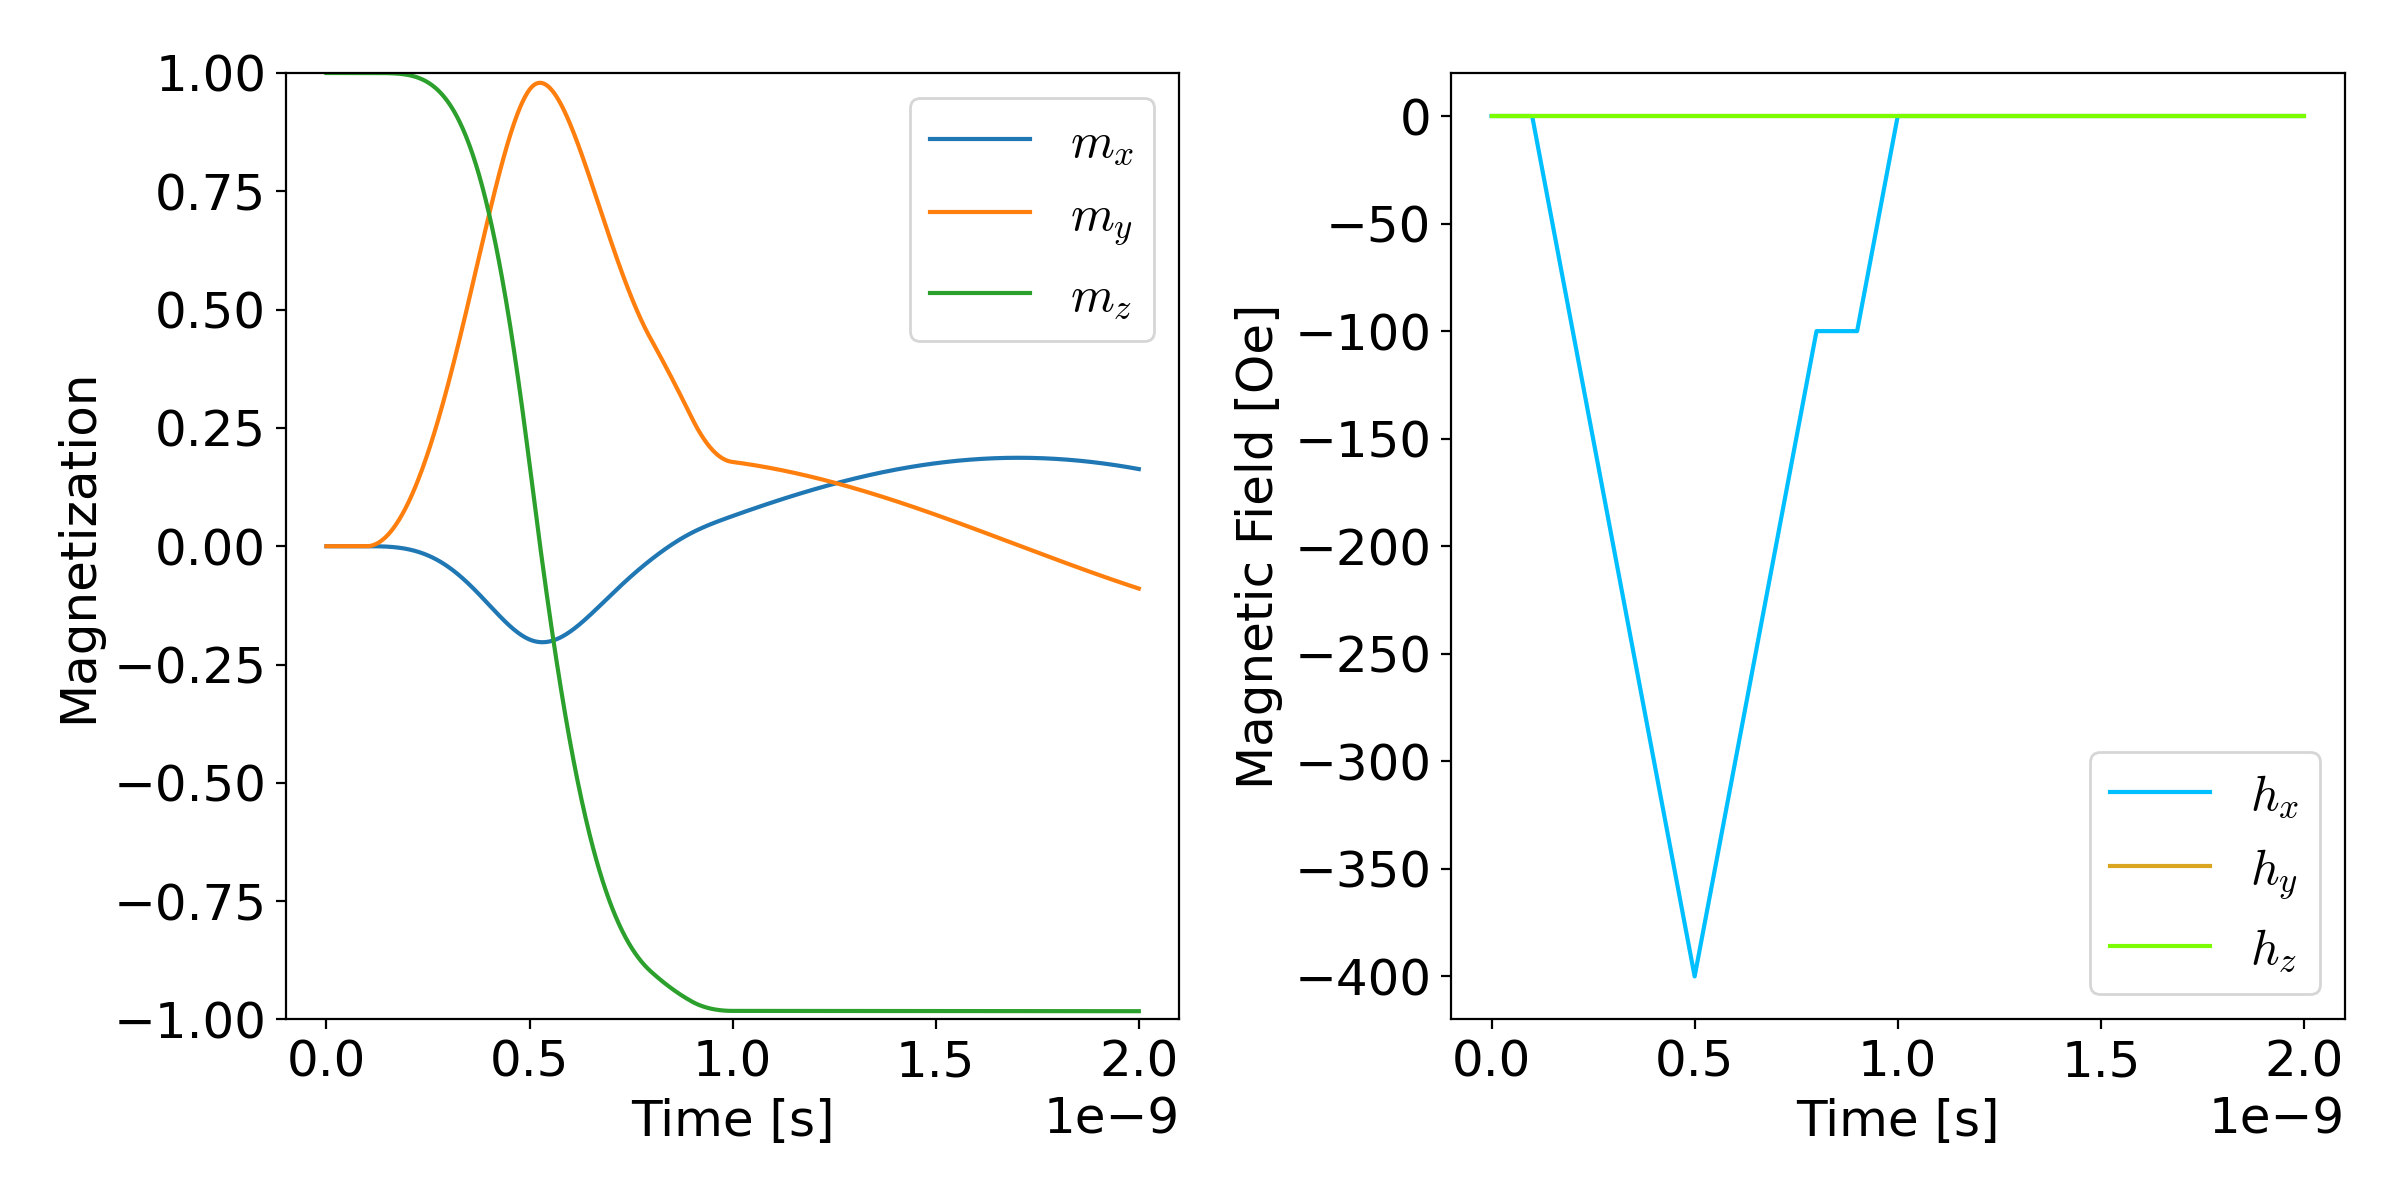 Magnetization
1.00
0.75
0.50
0.25
0.00
−0.25
−0.50
−0.75
−1.00
m_x
m_y
m_z
0.0 0.5 1.0 1.5 2.0
Time [s]
1e−9
Magnetic Field [Oe]
0
−50
−100
−150
−200
−250
−300
−350
−400
h_x
h_y
h_z
0.0 0.5 1.0 1.5 2.0
Time [s]
1e−9